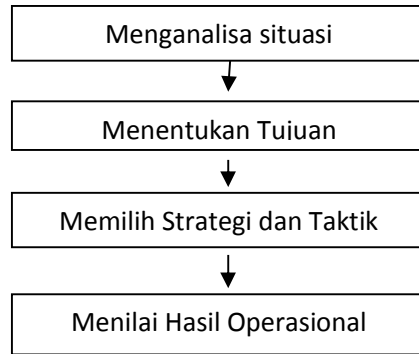 Menganalisa situasi
Menentukan Tujuan
Memilih Strategi dan Taktik
Menilai Hasil Operasional